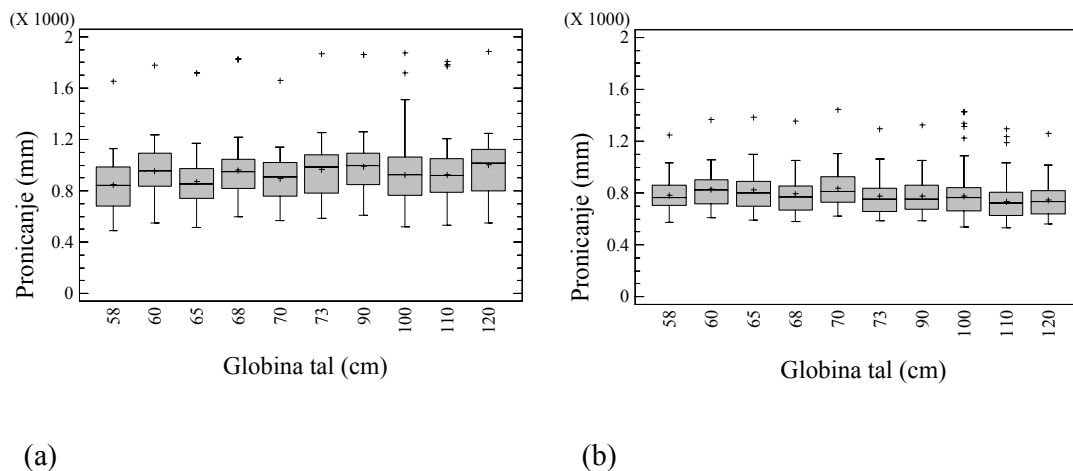 (X 1000)
2
1.6
1.2
0.8
0.4
0
Pronicanje (mm)
58 60 65 68 70 73 90 100 110 120
Globina tal (cm)
(a)
(X 1000)
2
1.6
1.2
0.8
0.4
0
Pronicanje (mm)
58 60 65 68 70 73 90 100 110 120
Globina tal (cm)
(b)